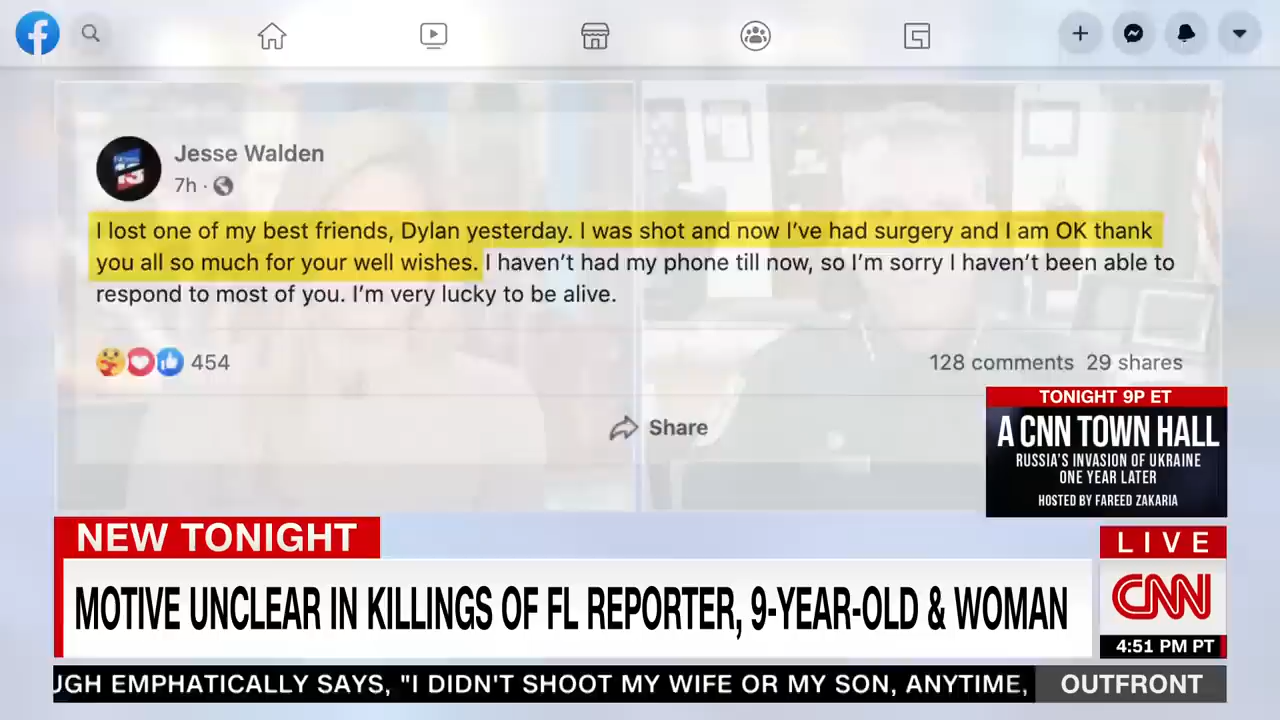 Jesse Walden
7h ·
I lost one of my best friends, Dylan yesterday. I was shot and now I've had surgery and I am OK thank
you all so much for your well wishes. I haven't had my phone till now, so I'm sorry I haven't been able to
respond to most of you. I'm very lucky to be alive.
454
128 comments 29 shares
Share
TONIGHT 9P ET
A CNN TOWN HALL
RUSSIA'S INVASION OF UKRAINE
ONE YEAR LATER
HOSTED BY FAREED ZAKARIA
NEW TONIGHT
MOTIVE UNCLEAR IN KILLINGS OF FL REPORTER, 9-YEAR-OLD & WOMAN
LIVE
CNN
4:51 PM PT
UGH EMPHATICALLY SAYS, "I DIDN'T SHOOT MY WIFE OR MY SON, ANYTIME,
OUTFRONT